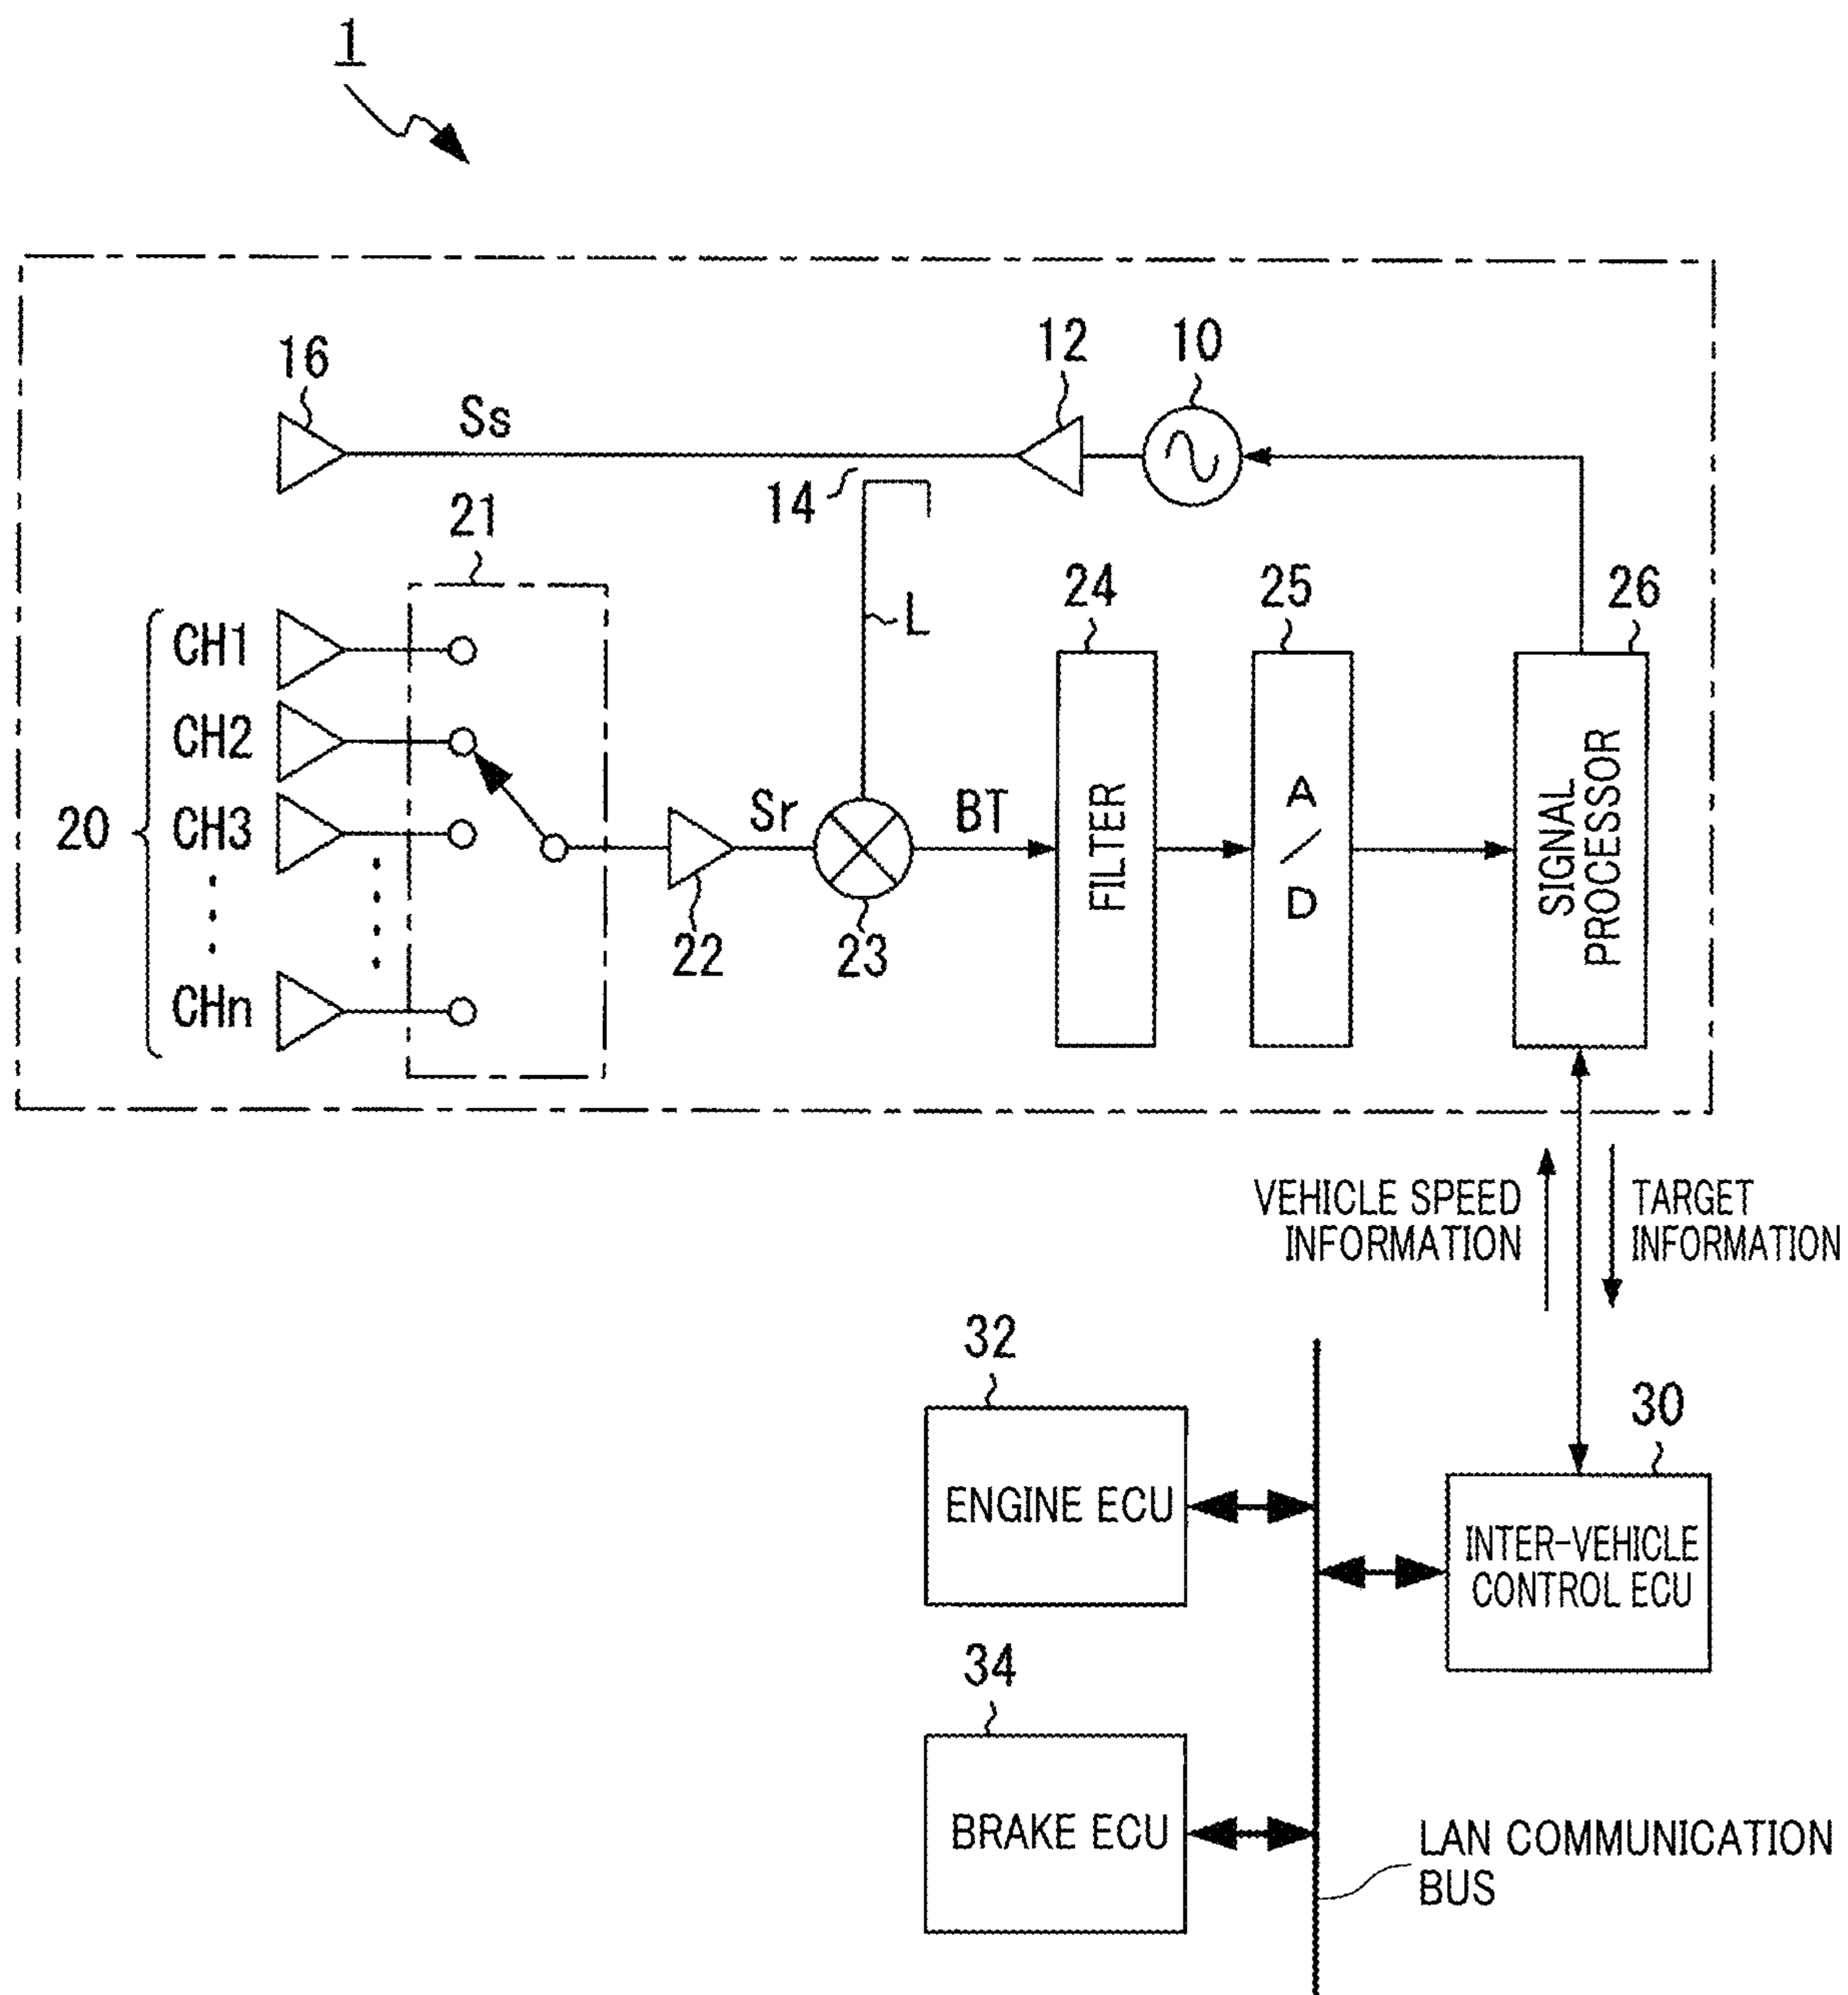 1
16
Ss
12
10
14
21
L
24
25
26
CH1
CH2
CH3
CHn
20
22
Sr
23
BT
FILTER
A/D
SIGNAL
PROCESSOR
VEHICLE SPEED
INFORMATION
TARGET
INFORMATION
32
ENGINE ECU
30
INTER-VEHICLE
CONTROL ECU
34
BRAKE ECU
LAN COMMUNICATION
BUS